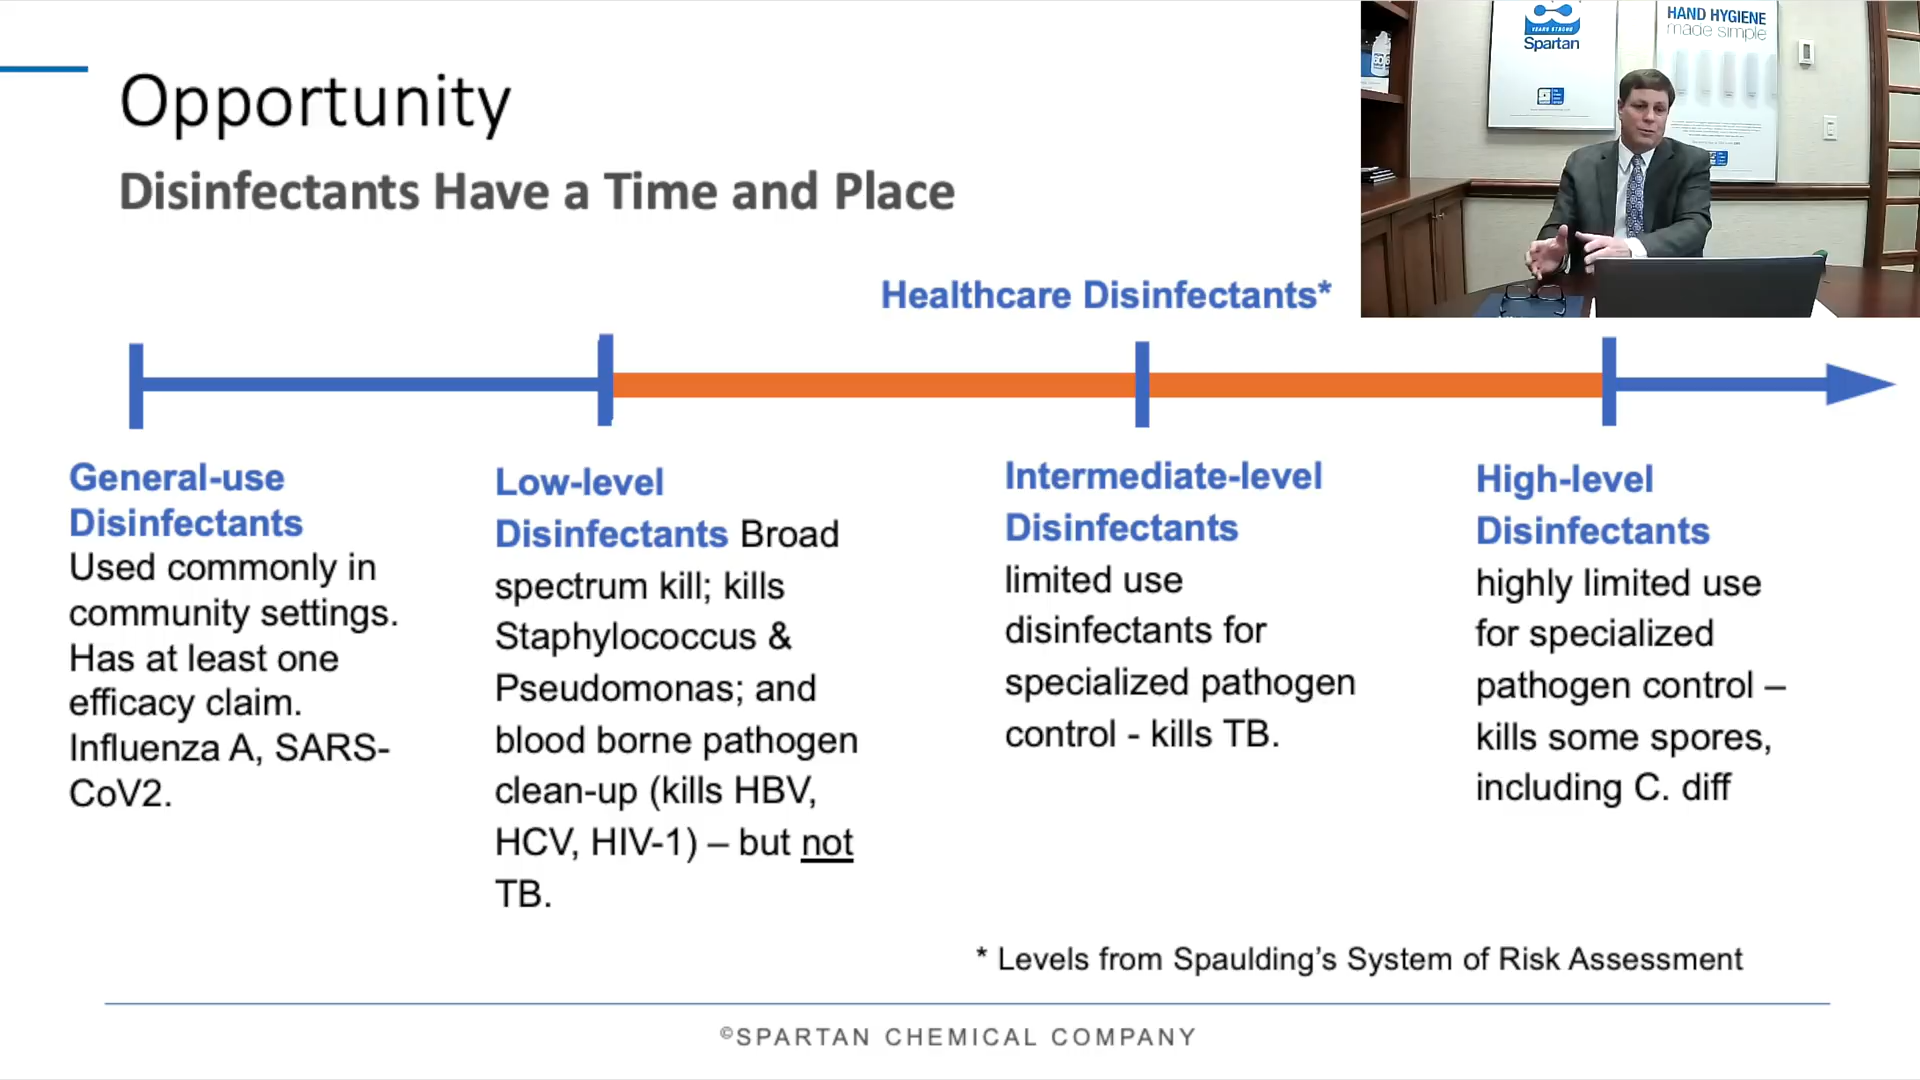 Opportunity
Disinfectants Have a Time and Place
YEARS STRONG
Spartan
HAND HYGIENE
made simple
Healthcare Disinfectants*
General-use
Disinfectants
Used commonly in
community settings.
Has at least one
efficacy claim.
Influenza A, SARS-
CoV2.
Low-level
Disinfectants Broad
spectrum kill; kills
Staphylococcus &
Pseudomonas; and
blood borne pathogen
clean-up (kills HBV,
HCV, HIV-1) – but not
TB.
Intermediate-level
Disinfectants
limited use
disinfectants for
specialized pathogen
control - kills TB.
High-level
Disinfectants
highly limited use
for specialized
pathogen control –
kills some spores,
including C. diff
* Levels from Spaulding's System of Risk Assessment
©SPARTAN CHEMICAL COMPANY